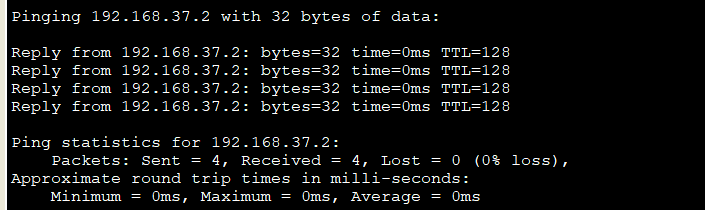 Pinging 192.168.37.2 with 32 bytes of data:
Reply from 192.168.37.2: bytes=32 time=0ms TTL=128
Reply from 192.168.37.2: bytes=32 time=0ms TTL=128
Reply from 192.168.37.2: bytes=32 time=0ms TTL=128
Reply from 192.168.37.2: bytes=32 time=0ms TTL=128
Ping statistics for 192.168.37.2:
    Packets: Sent = 4, Received = 4, Lost = 0 (0% loss),
Approximate round trip times in milli-seconds:
    Minimum = 0ms, Maximum = 0ms, Average = 0ms